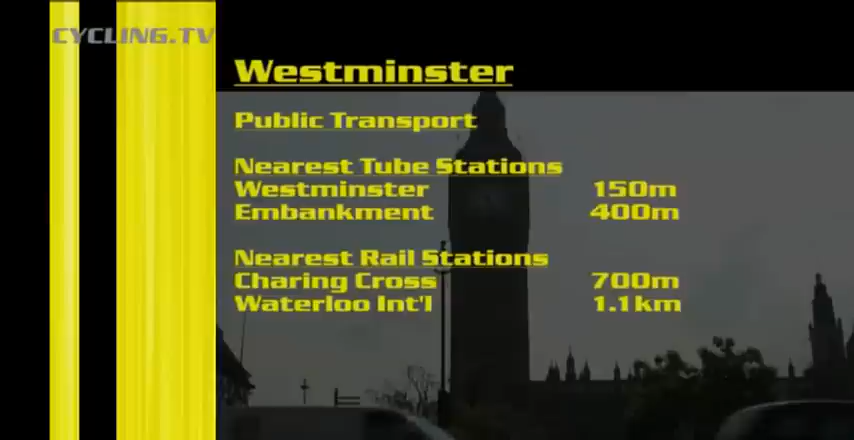 CYCLING.TV
Westminster
Public Transport
Nearest Tube Stations
Westminster 150m
Embankment 400m
Nearest Rail Stations
Charing Cross 700m
Waterloo Int'l 1.1km